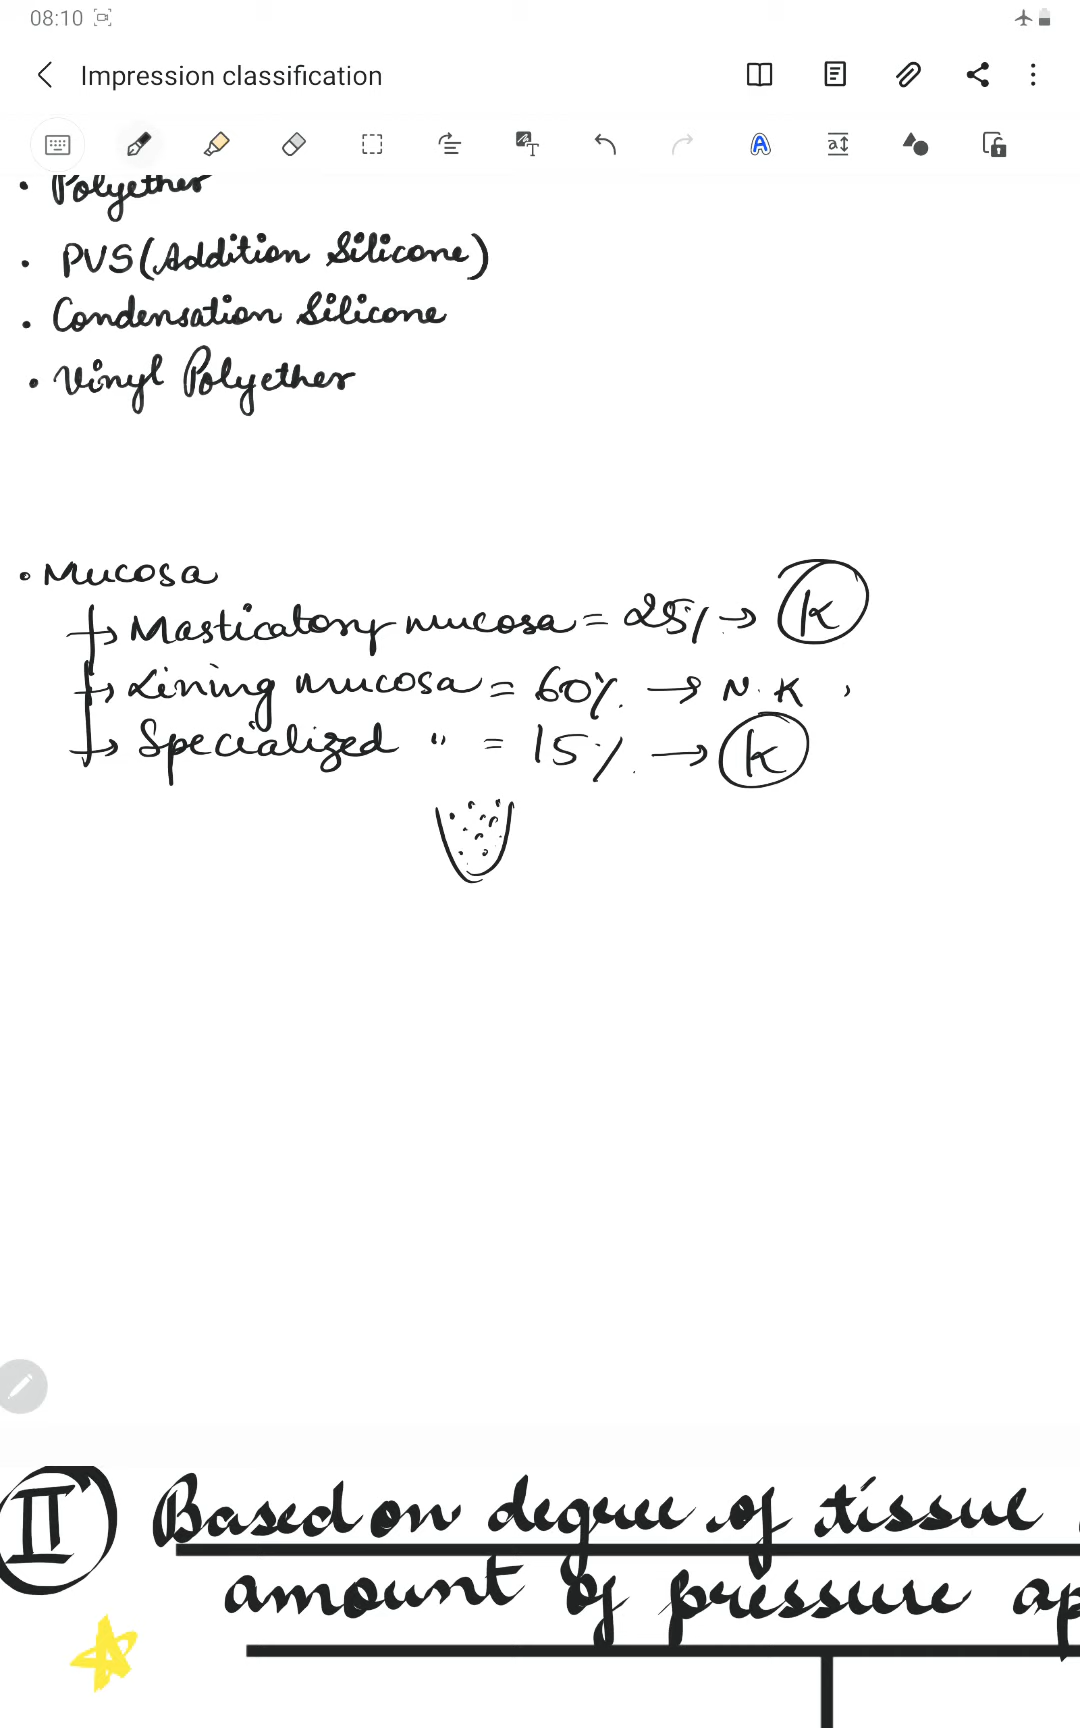 08:10
Impression classification
• Polyether
• PVS (Addition Silicone)
• Condensation Silicone
• Vinyl Polyether
• Mucosa
→ Masticatory mucosa = 25% → K
→ Lining mucosa = 60% → N.K
→ Specialized " = 15% → K
II Based on degree of tissue
amount of pressure ap